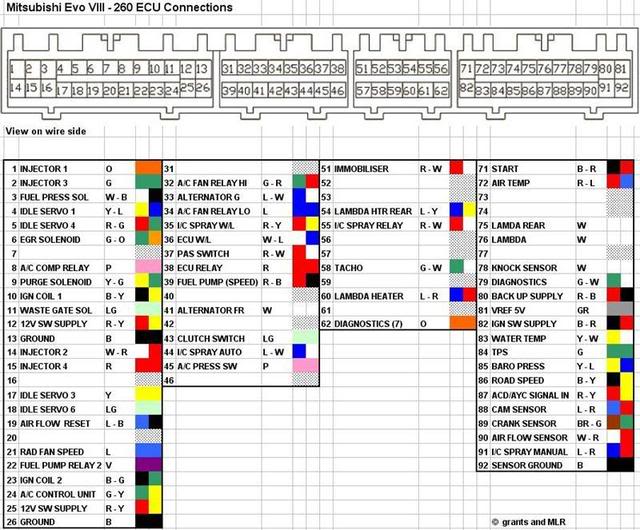 Mitsubishi Evo VIII - 260 ECU Connections
1 2 3 4 5 6 7 8 9 10 11 12 13 31 32 33 34 35 36 37 38 51 52 53 54 55 56 71 72 73 74 75 76 77 78 79 80 81
14 15 16 17 18 19 20 21 22 23 24 25 26 39 40 41 42 43 44 45 46 57 58 59 60 61 62 82 83 84 85 86 87 88 89 90 91 92
View on wire side
1 INJECTOR 1 O
2 INJECTOR 3 G
3 FUEL PRESS SOL W - B
4 IDLE SERVO 1 Y - L
5 IDLE SERVO 4 R - G
6 EGR SOLENOID G - O
7
8 A/C COMP RELAY P
9 PURGE SOLENOID Y - G
10 IGN COIL 1 B - Y
11 WASTE GATE SOL LG
12 12V SW SUPPLY R - Y
13 GROUND B
14 INJECTOR 2 W - R
15 INJECTOR 4 R
16
17 IDLE SERVO 3 Y
18 IDLE SERVO 6 LG
19 AIR FLOW RESET L - B
20
21 RAD FAN SPEED L
22 FUEL PUMP RELAY 2 V
23 IGN COIL 2 B - G
24 A/C CONTROL UNIT G - Y
25 12V SW SUPPLY R - Y
26 GROUND B
31
32 A/C FAN RELAY HI G - R
33 ALTERNATOR G L - W
34 A/C FAN RELAY LO L
35 I/C SPRAY W/L R - Y
36 ECU W/L W - L
37 PAS SWITCH R - W
38 ECU RELAY R
39 FUEL PUMP (SPEED) R - B
40
41 ALTERNATOR FR W
42
43 CLUTCH SWITCH LG
44 I/C SPRAY AUTO L - W
45 A/C PRESS SW P
46
51 IMMOBILISER R - W
52
53
54 LAMBDA HTR REAR L - Y
55 I/C SPRAY RELAY R - W
56
57
58 TACHO G - W
59
60 LAMBDA HEATER L - R
61
62 DIAGNOSTICS (7) O
71 START B - R
72 AIR TEMP R - L
73
74
75 LAMDA REAR W
76 LAMBDA W
77
78 KNOCK SENSOR W
79 DIAGNOSTICS G - W
80 BACK UP SUPPLY R - B
81 VREF 5V GR
82 IGN SW SUPPLY B - R
83 WATER TEMP Y - W
84 TPS G
85 BARO PRESS Y - L
86 ROAD SPEED B - Y
87 ACD/AYC SIGNAL IN R - Y
88 CAM SENSOR L - R
89 CRANK SENSOR BR - G
90 AIR FLOW SENSOR W - R
91 I/C SPRAY MANUAL L - R
92 SENSOR GROUND B
© grants and MLR